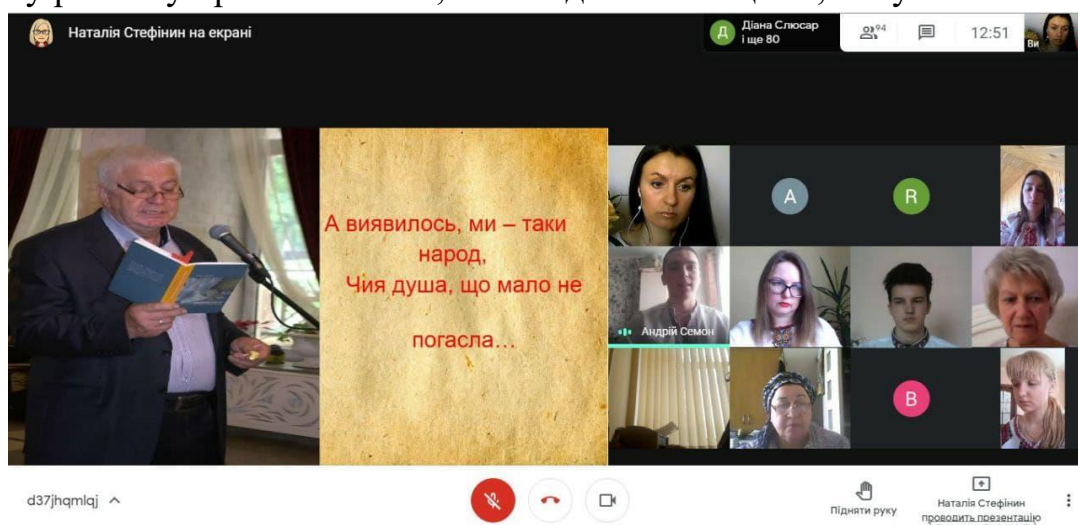 Наталія Стефінин на екрані
Д
Діана Слюсар
і ще 80
94
12:51
Ви
А виявилось, ми – таки
народ,
Чия душа, що мало не
погасла…
A
R
Андрій Семон
B
d37jhqmlqj
Підняти руку
Наталія Стефінин
проводить презентацію